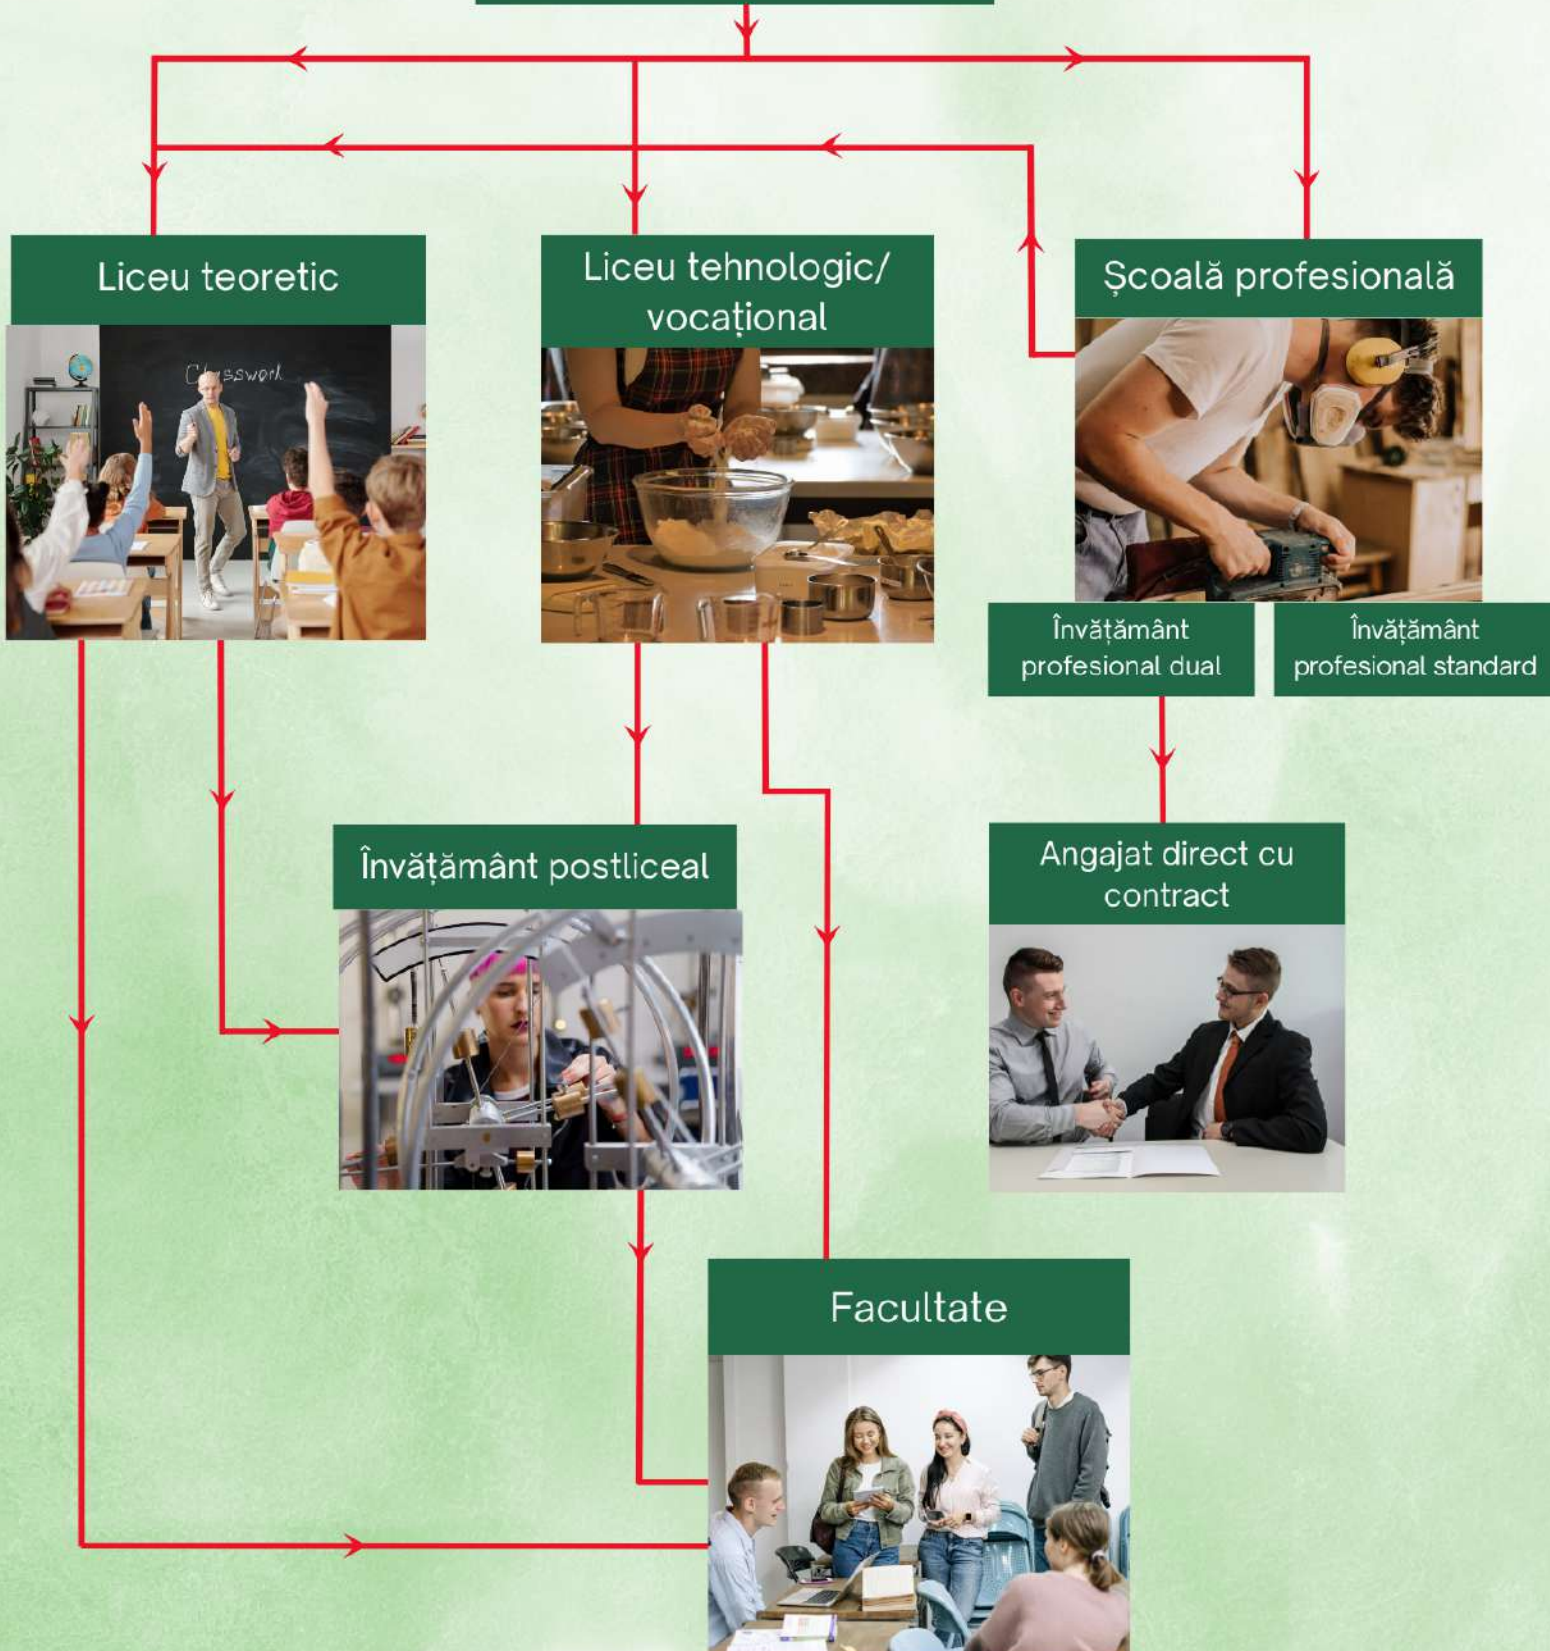 Liceu teoretic
Liceu tehnologic/
vocațional
Școală profesională
Classwork
Învățământ
profesional dual
Învățământ
profesional standard
Învățământ postliceal
Angajat direct cu
contract
Facultate